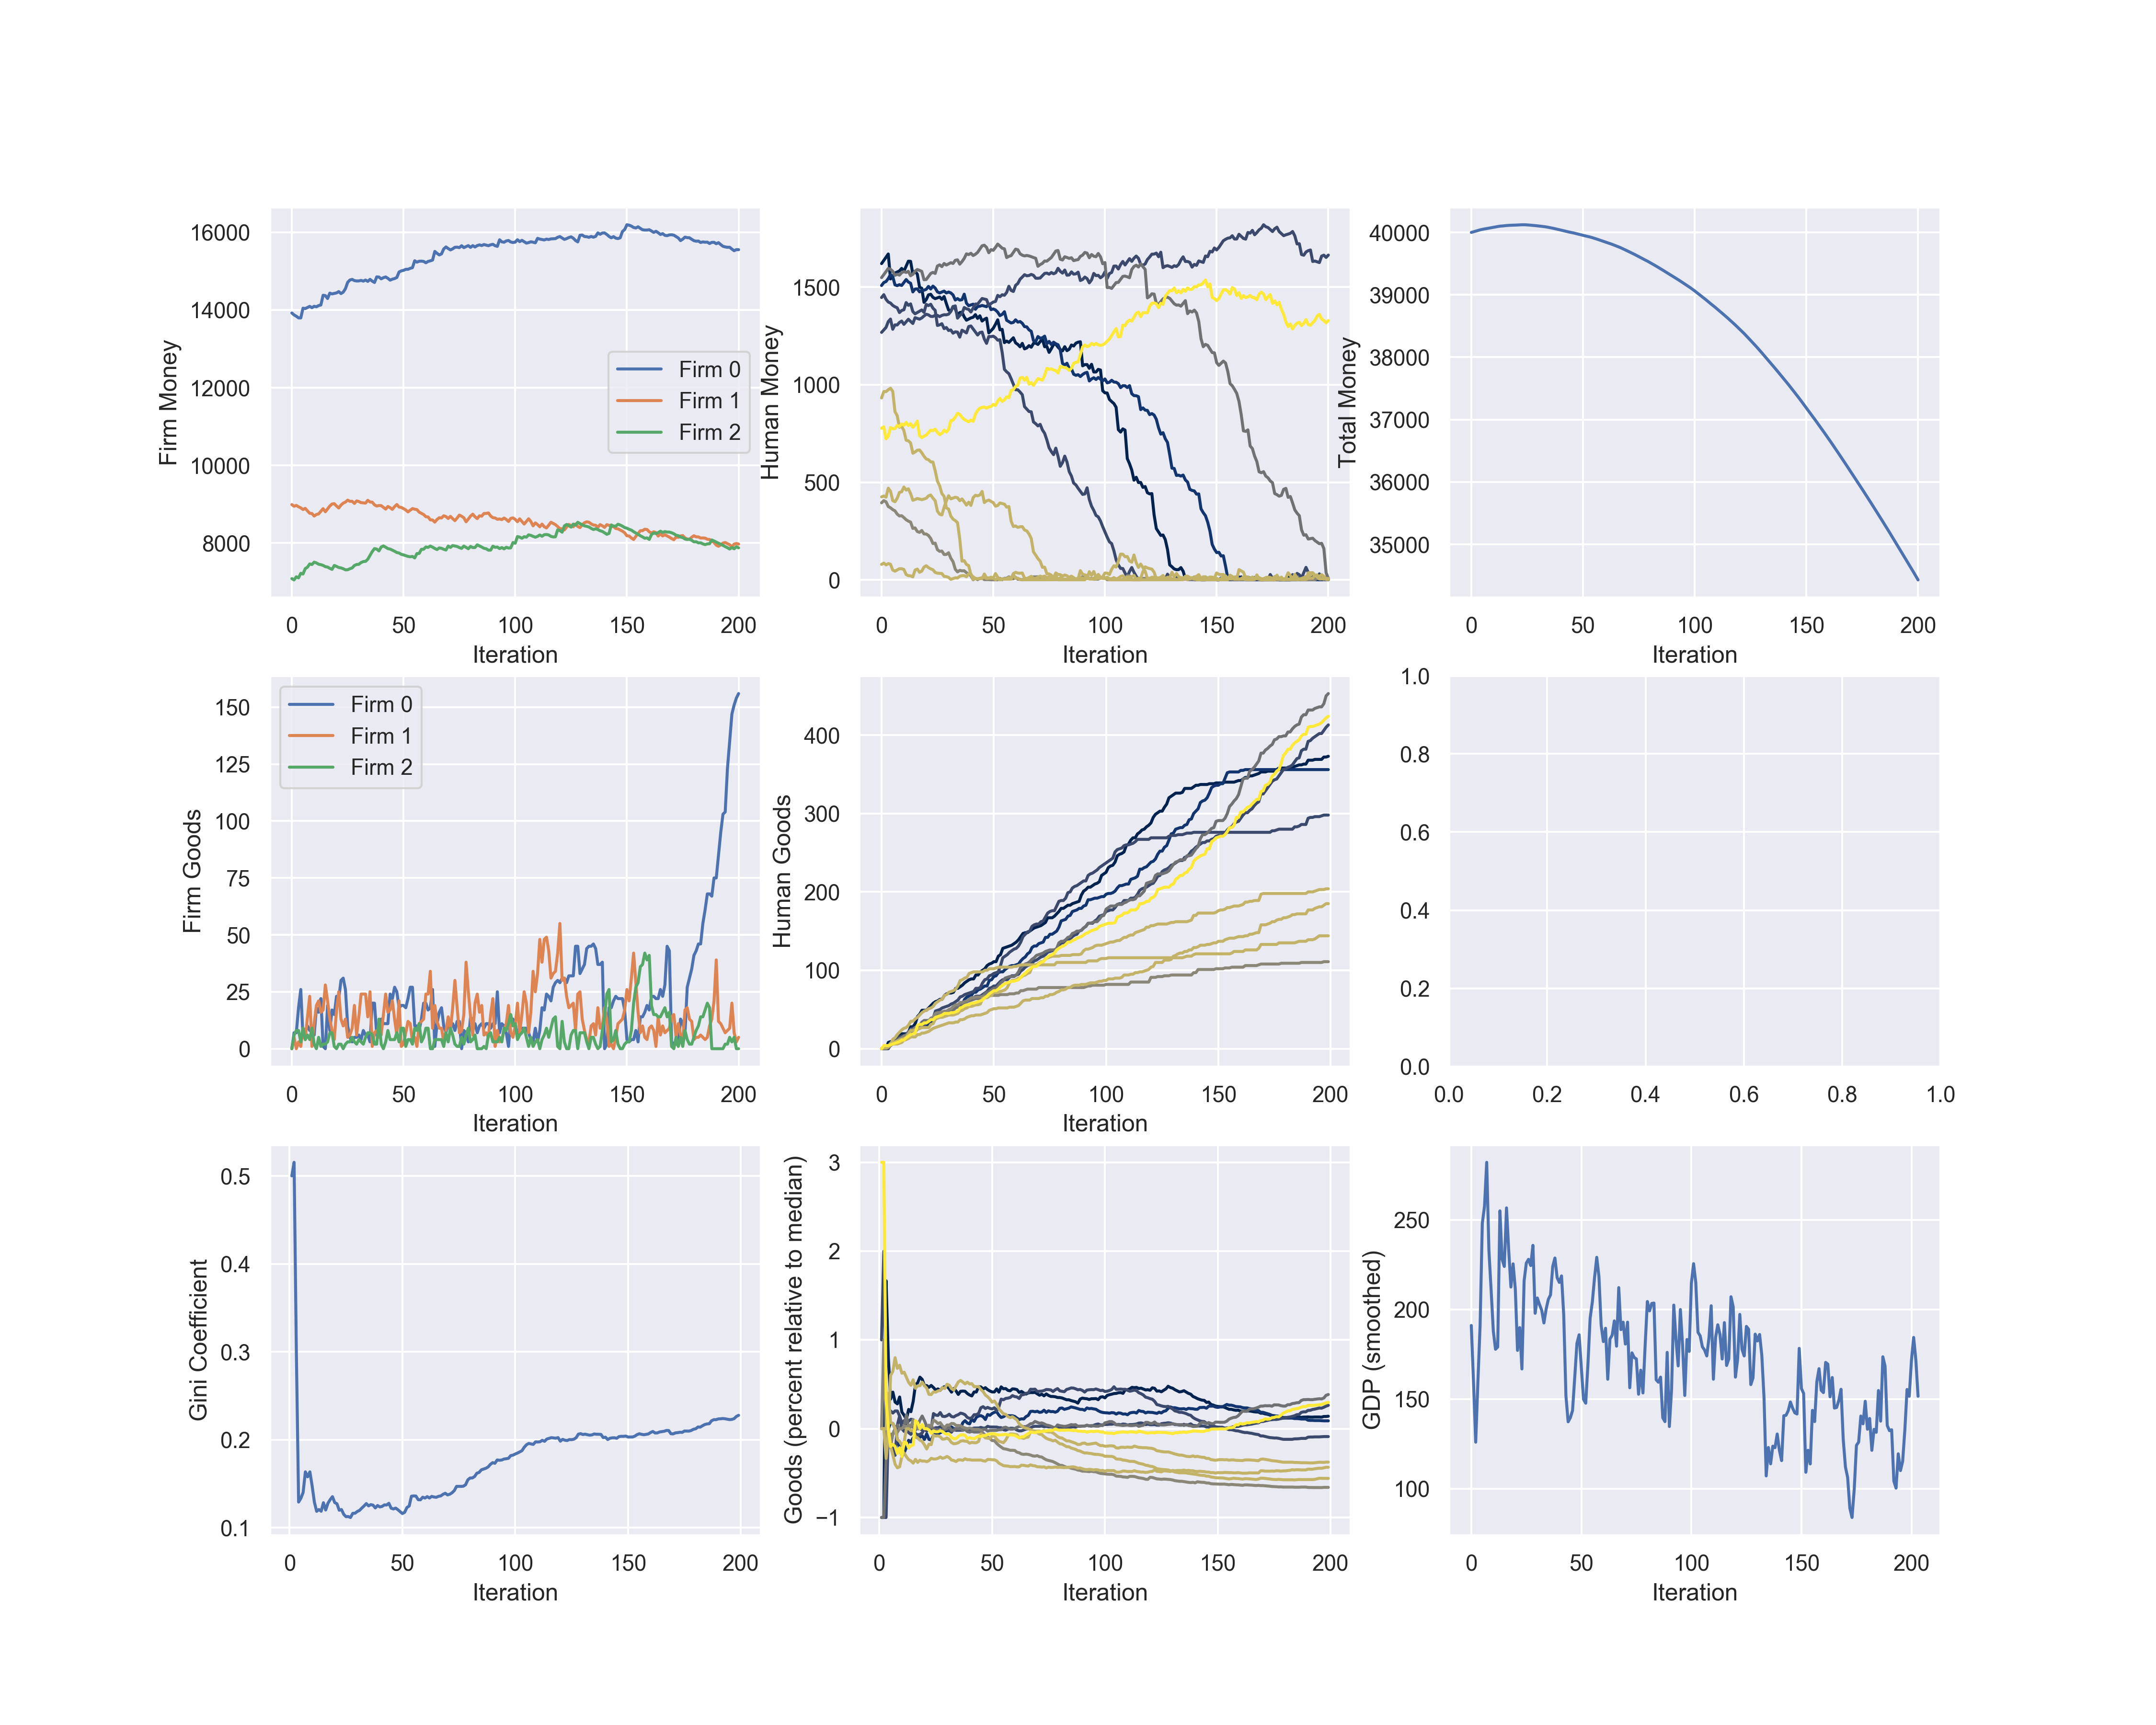 Firm Money
16000
14000
12000
10000
8000
Firm 0
Firm 1
Firm 2
0 50 100 150 200
Iteration
Human Money
1500
1000
500
0
0 50 100 150 200
Iteration
Total Money
40000
39000
38000
37000
36000
35000
0 50 100 150 200
Iteration
Firm Goods
150
125
100
75
50
25
0
Firm 0
Firm 1
Firm 2
0 50 100 150 200
Iteration
Human Goods
400
300
200
100
0
0 50 100 150 200
Iteration
1.0
0.8
0.6
0.4
0.2
0.0
0.0 0.2 0.4 0.6 0.8 1.0
Gini Coefficient
0.5
0.4
0.3
0.2
0.1
0 50 100 150 200
Iteration
Goods (percent relative to median)
3
2
1
0
−1
0 50 100 150 200
Iteration
GDP (smoothed)
250
200
150
100
0 50 100 150 200
Iteration